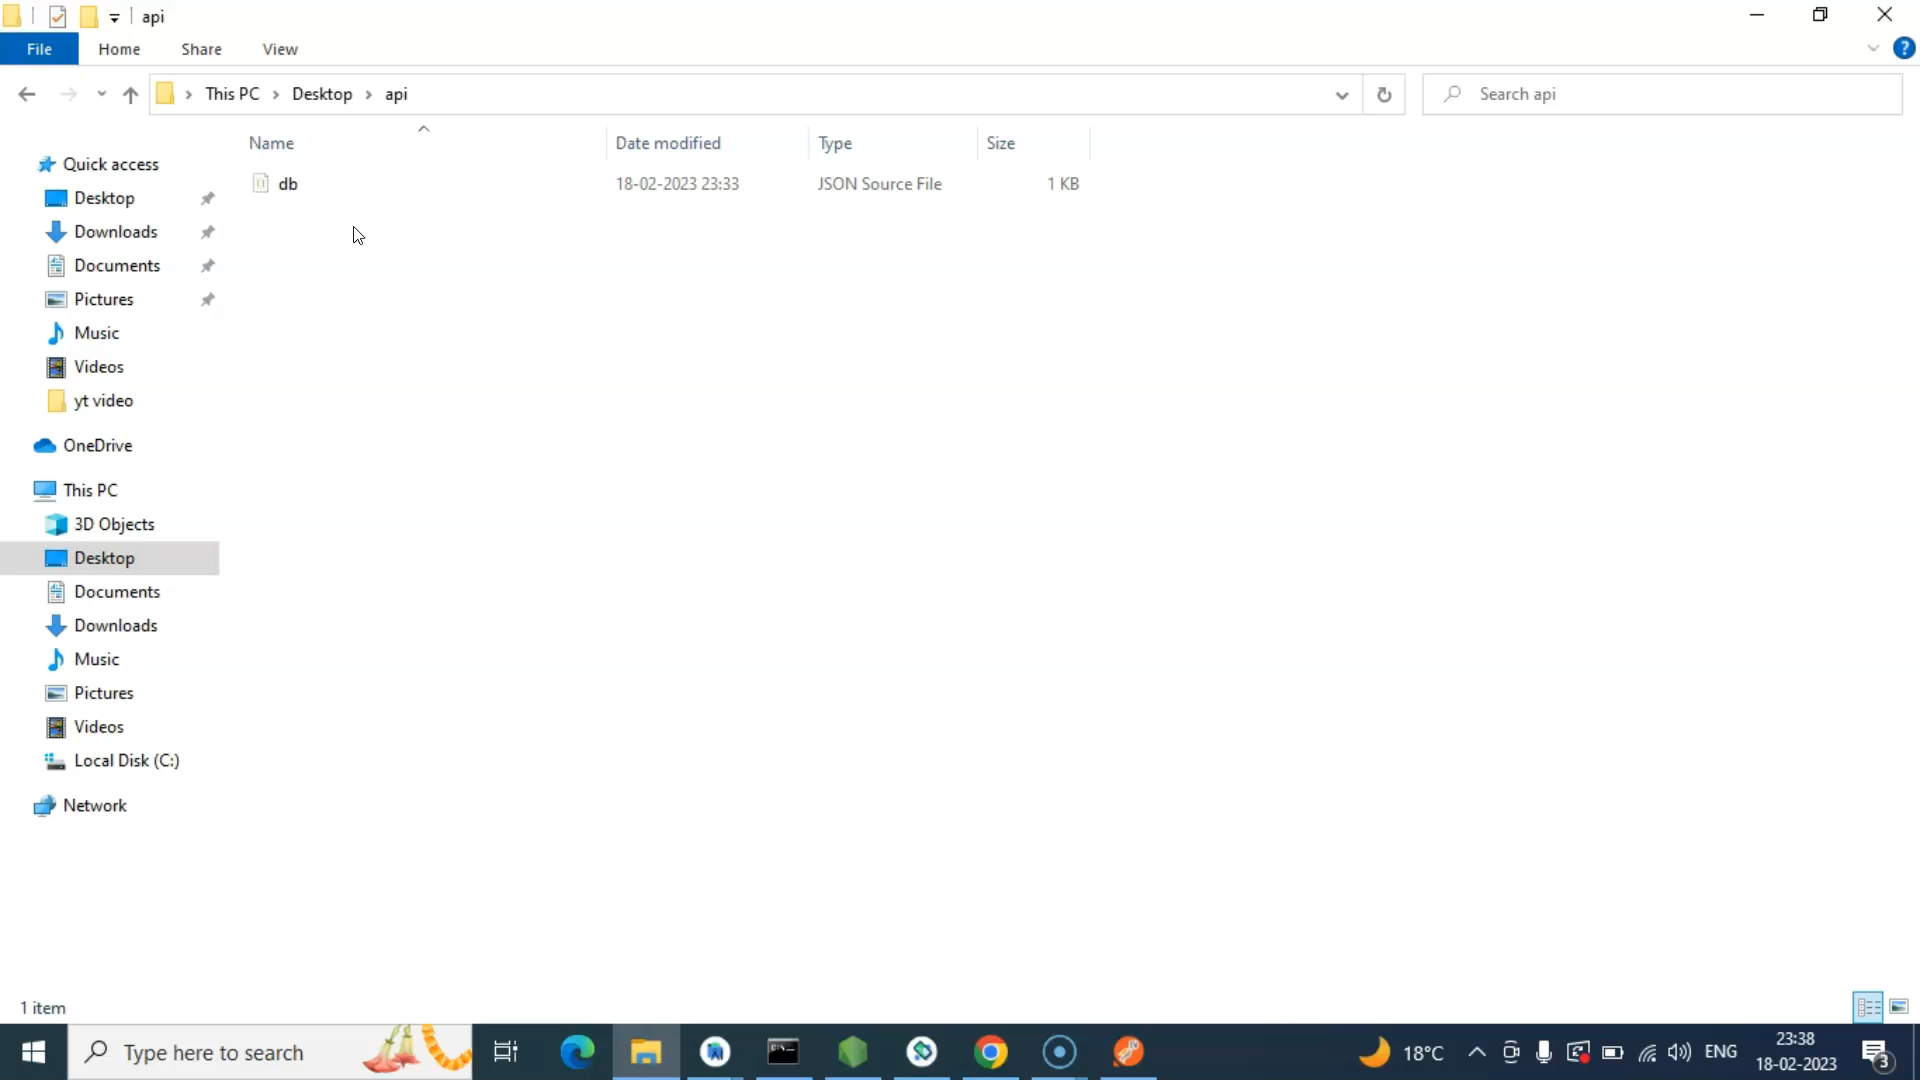 api
File Home Share View
This PC Desktop api
Search api
Name Date modified Type Size
db 18-02-2023 23:33 JSON Source File 1 KB
Quick access
Desktop
Downloads
Documents
Pictures
Music
Videos
yt video
OneDrive
This PC
3D Objects
Desktop
Documents
Downloads
Music
Pictures
Videos
Local Disk (C:)
Network
1 item
Type here to search
18°C
ENG
23:38
18-02-2023
3